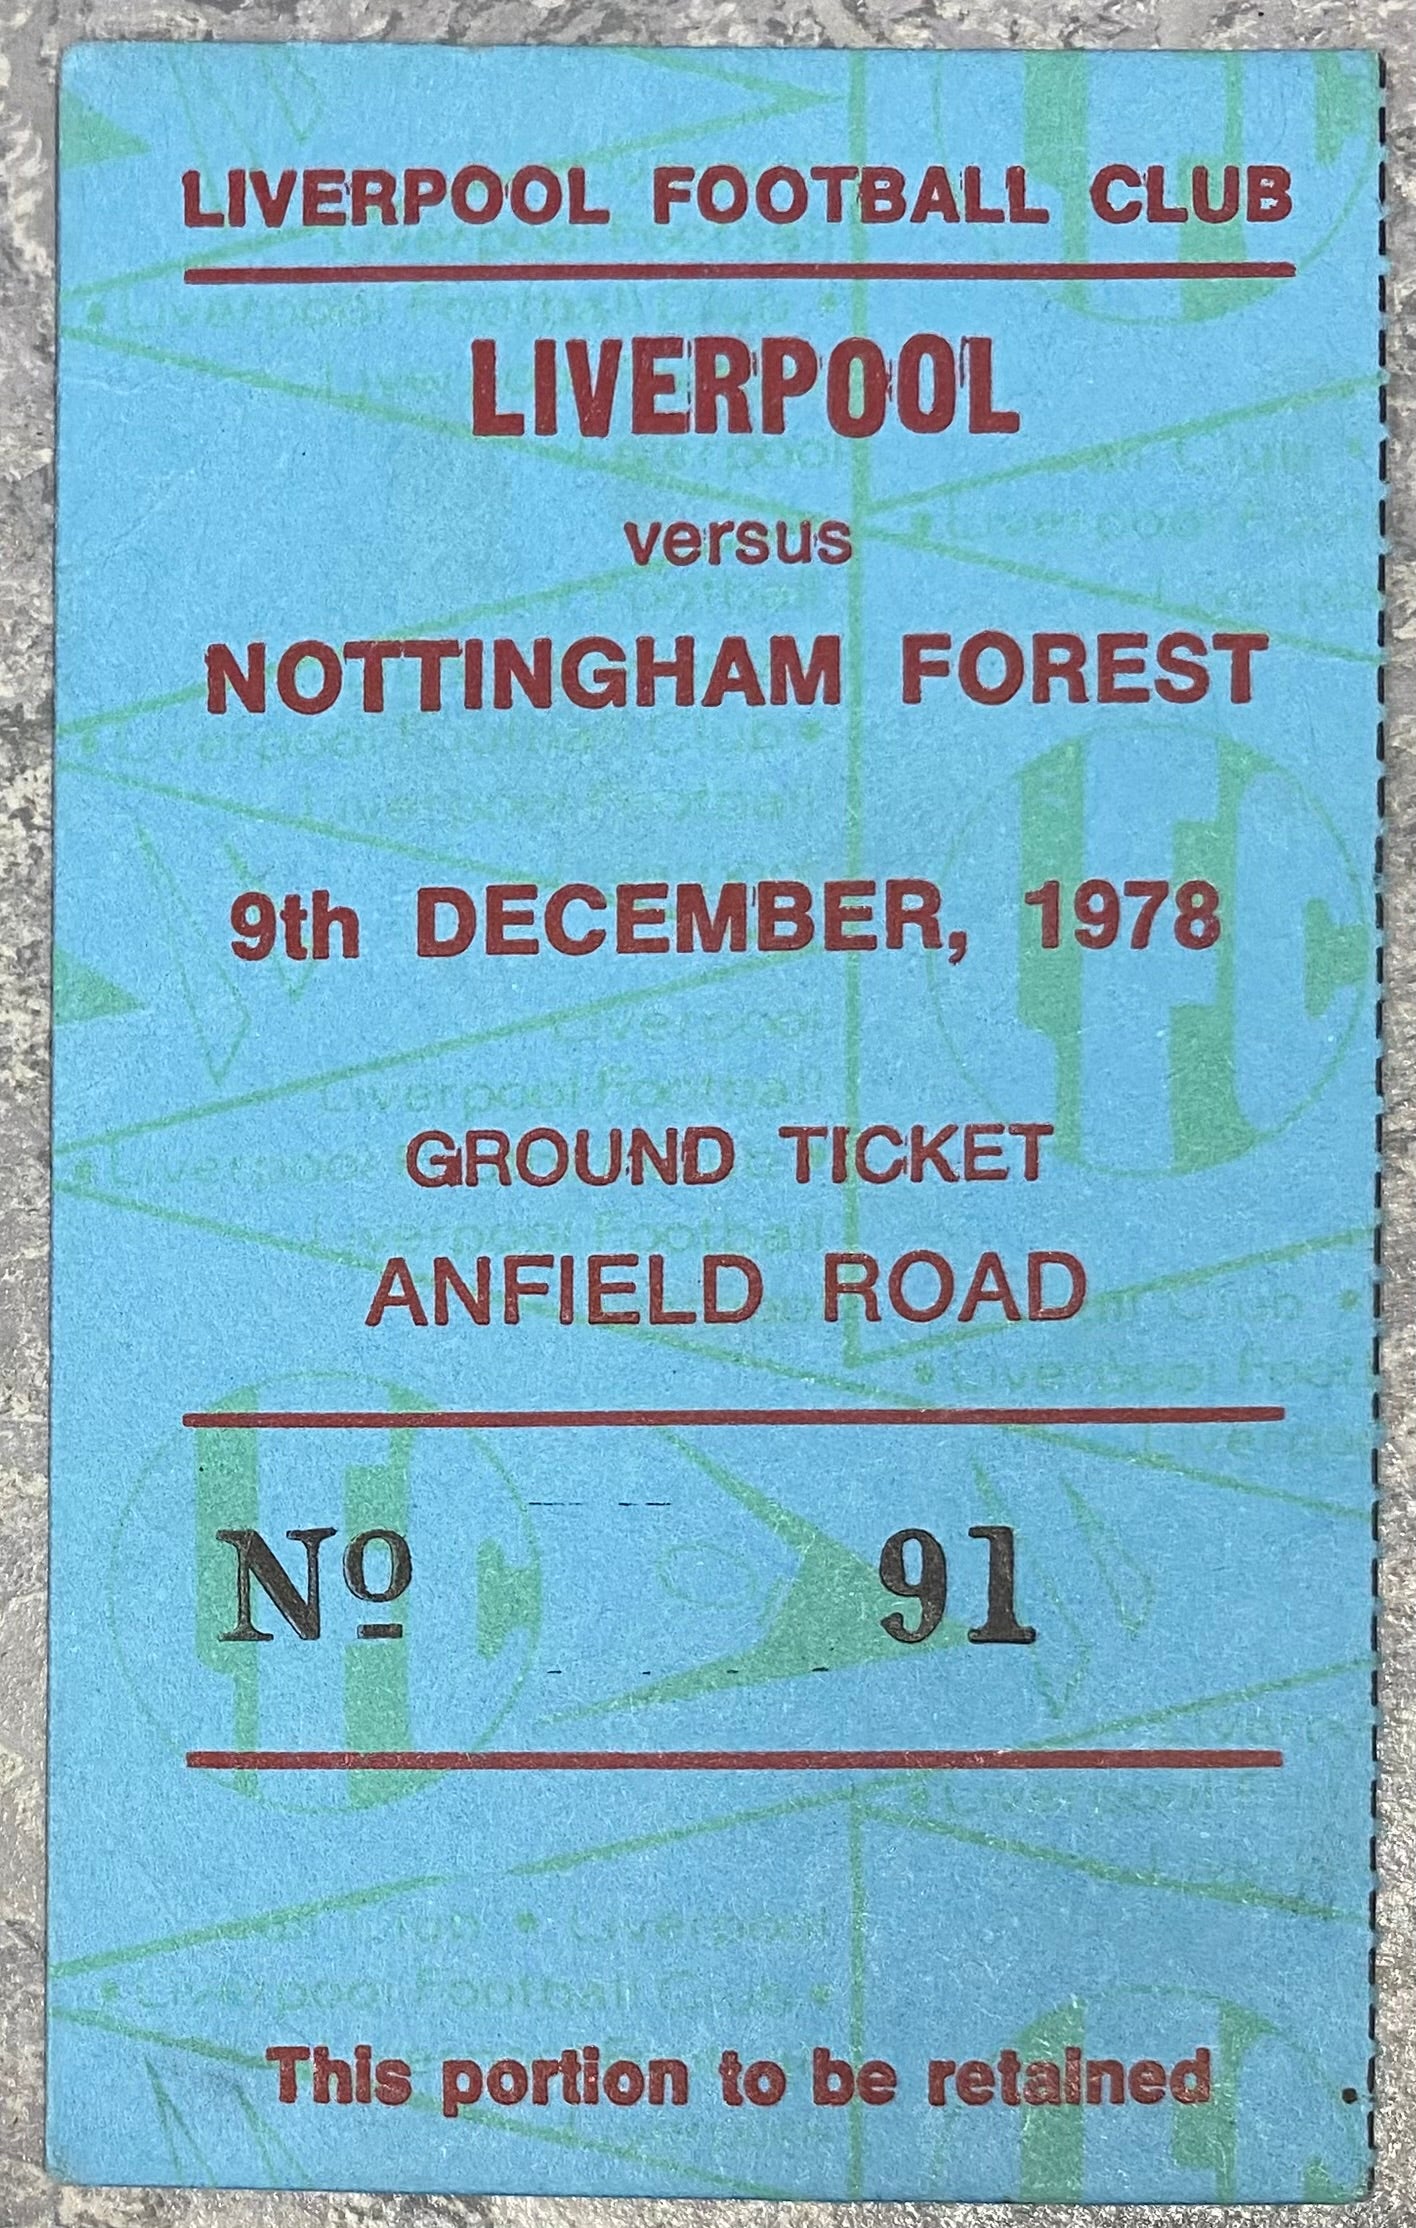 LIVERPOOL FOOTBALL CLUB
LIVERPOOL
versus
NOTTINGHAM FOREST
9th DECEMBER, 1978
GROUND TICKET
ANFIELD ROAD
Nº 91
This portion to be retained